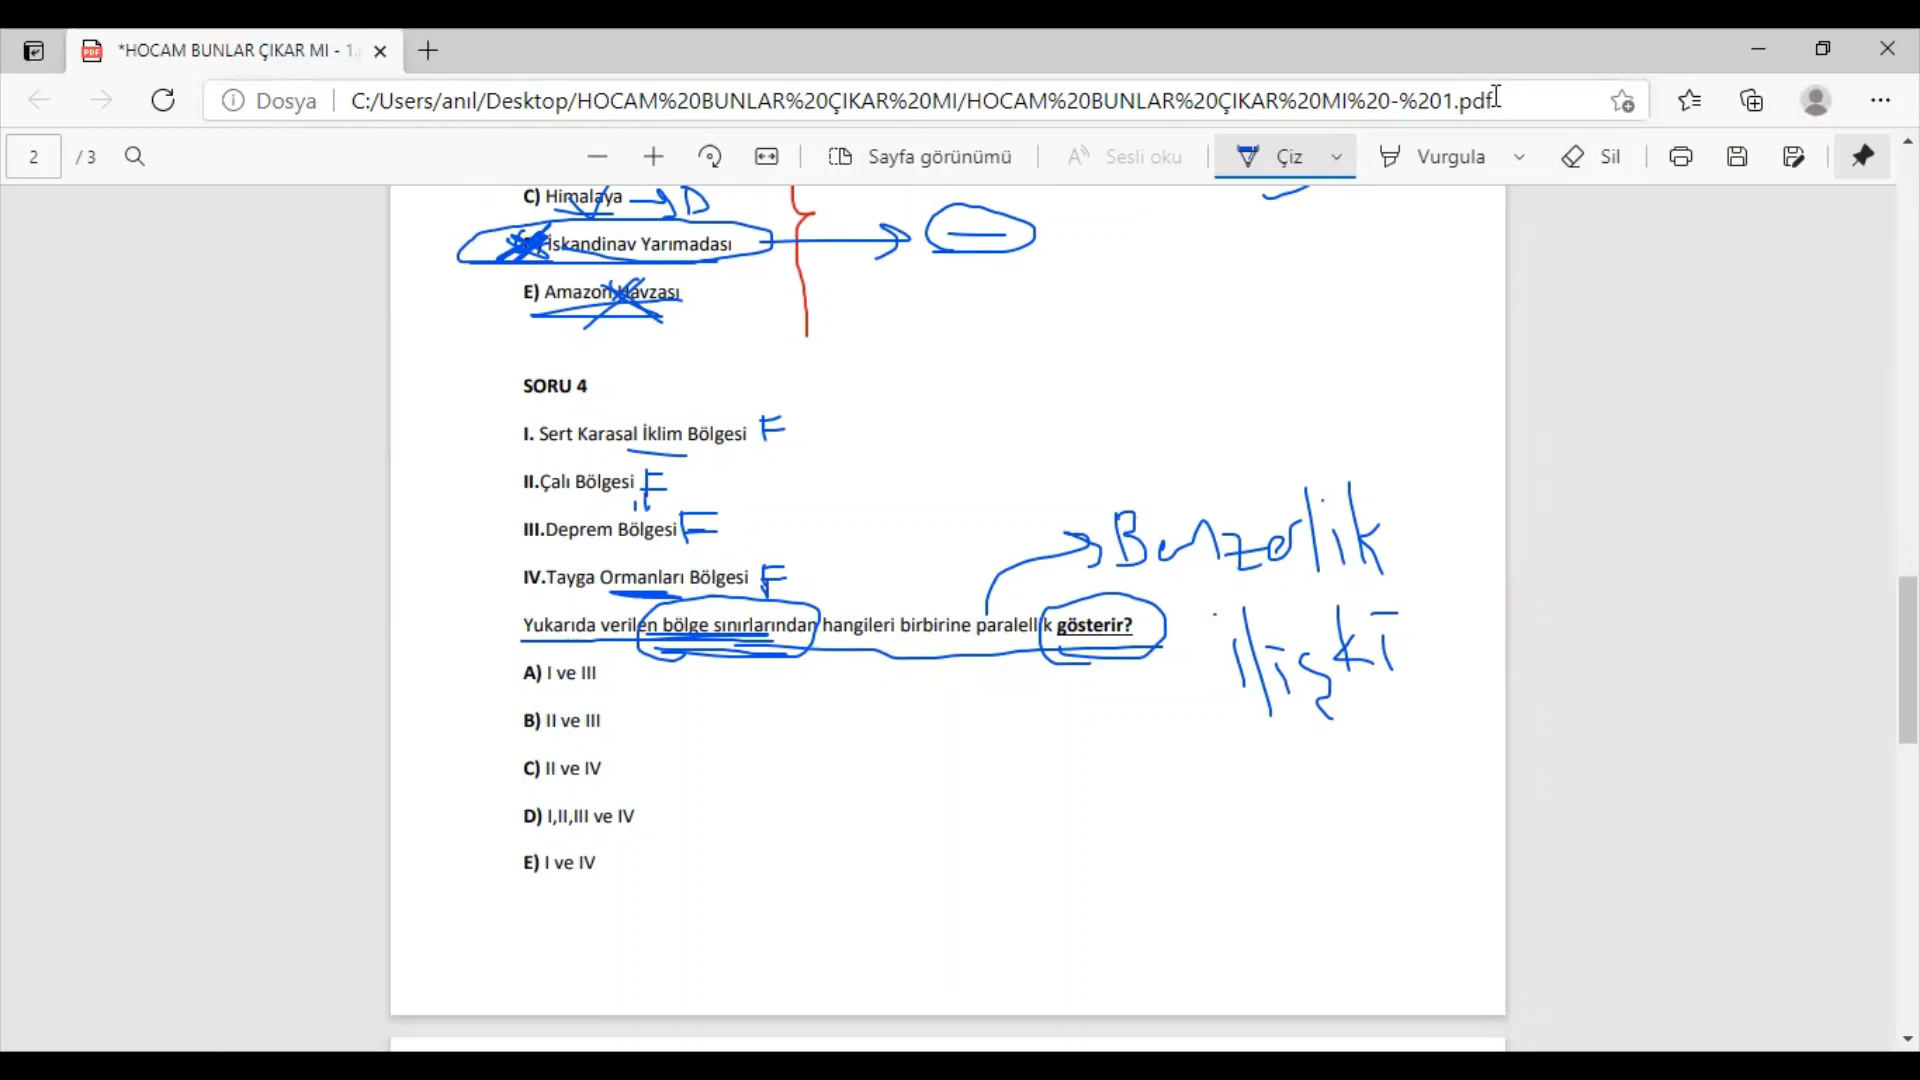 *HOCAM BUNLAR ÇIKAR MI - 1.
Dosya C:/Users/anıl/Desktop/HOCAM%20BUNLAR%20ÇIKAR%20MI/HOCAM%20BUNLAR%20ÇIKAR%20MI%20-%201.pdf
2 / 3 Sayfa görünümü Sesli oku Çiz Vurgula Sil
C) Himalaya → D
İskandinav Yarımadası
E) Amazon Havzası
SORU 4
I. Sert Karasal İklim Bölgesi F
II.Çalı Bölgesi F
III.Deprem Bölgesi F
IV.Tayga Ormanları Bölgesi F
Benzerlik
Yukarıda verilen bölge sınırlarından hangileri birbirine paralellik gösterir?
ilişki
A) I ve III
B) II ve III
C) II ve IV
D) I,II,III ve IV
E) I ve IV